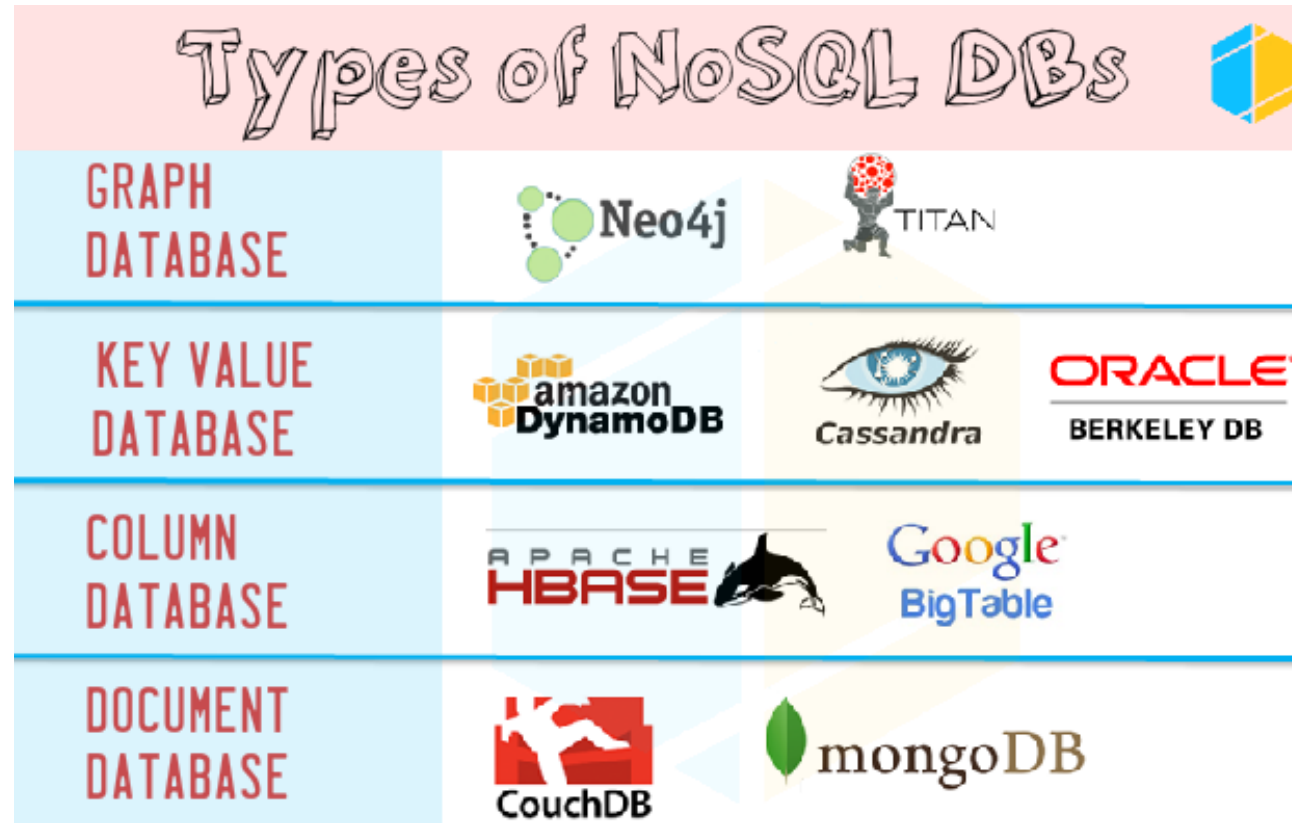 Types of NoSQL DBs
GRAPH
DATABASE
Neo4j
TITAN
KEY VALUE
DATABASE
amazon
DynamoDB
Cassandra
ORACLE
BERKELEY DB
COLUMN
DATABASE
APACHE
HBASE
Google
BigTable
DOCUMENT
DATABASE
CouchDB
mongoDB